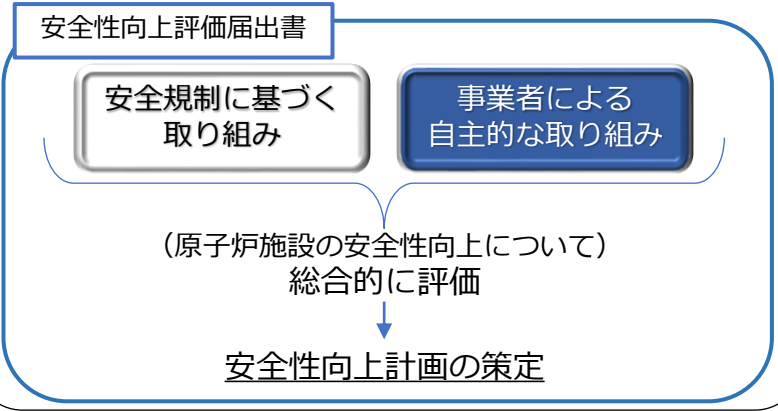 安全性向上評価届出書
安全規制に基づく
取り組み
事業者による
自主的な取り組み
（原子炉施設の安全性向上について）
総合的に評価
安全性向上計画の策定